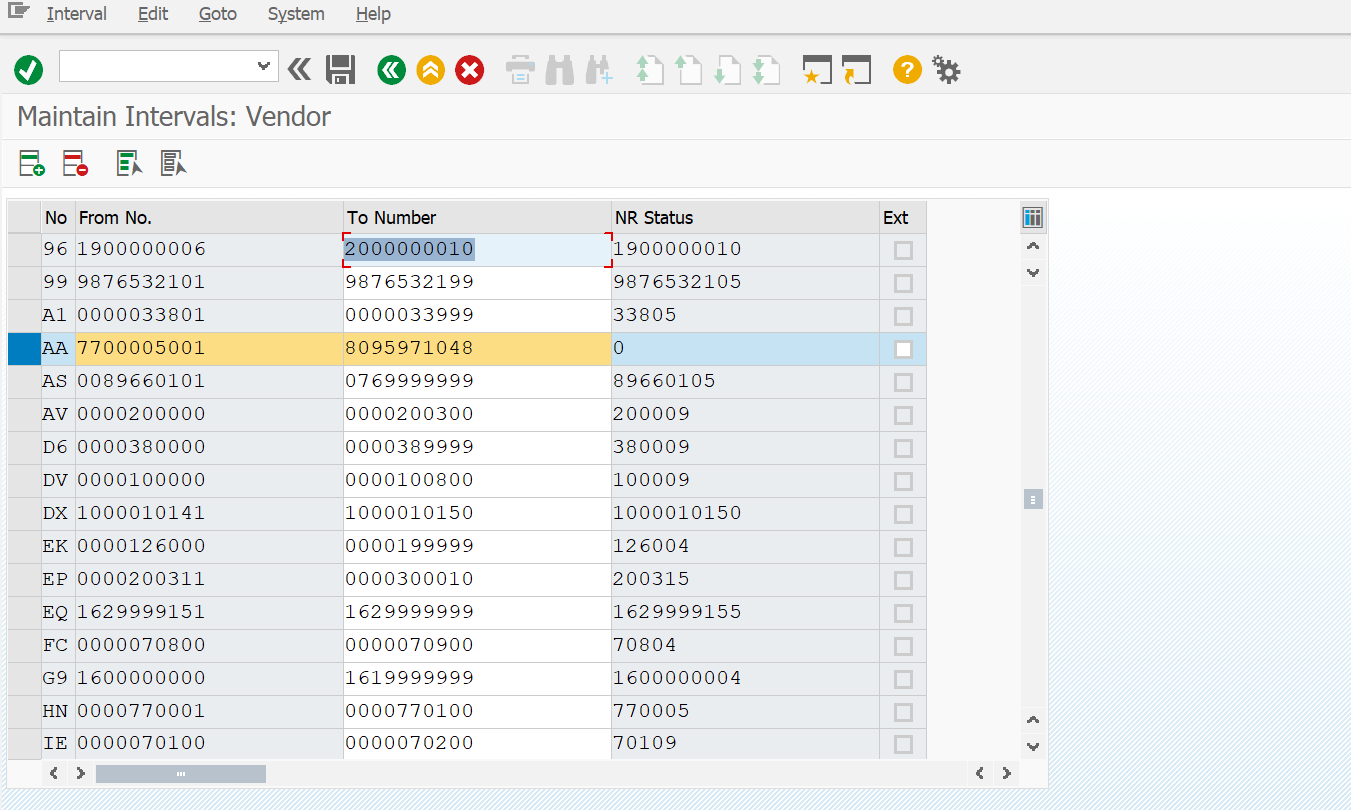 Interval Edit Goto System Help
?
Maintain Intervals: Vendor
No From No. To Number NR Status Ext
96 1900000006 2000000010 1900000010
99 9876532101 9876532199 9876532105
A1 0000033801 0000033999 33805
AA 7700005001 8095971048 0
AS 0089660101 0769999999 89660105
AV 0000200000 0000200300 200009
D6 0000380000 0000389999 380009
DV 0000100000 0000100800 100009
DX 1000010141 1000010150 1000010150
EK 0000126000 0000199999 126004
EP 0000200311 0000300010 200315
EQ 1629999151 1629999999 1629999155
FC 0000070800 0000070900 70804
G9 1600000000 1619999999 1600000004
HN 0000770001 0000770100 770005
IE 0000070100 0000070200 70109